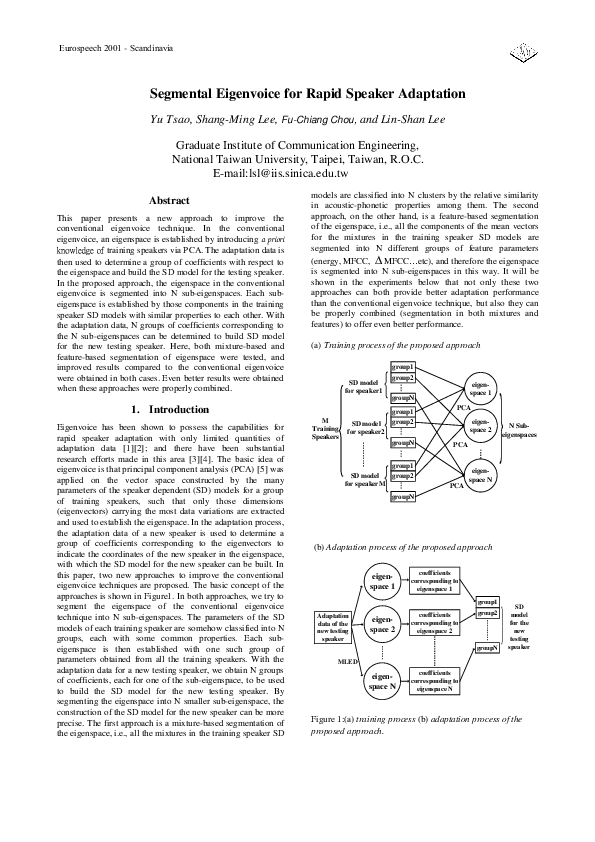 Eurospeech 2001 - Scandinavia
Segmental Eigenvoice for Rapid Speaker Adaptation
Yu Tsao, Shang-Ming Lee, Fu-Chiang Chou, and Lin-Shan Lee
Graduate Institute of Communication Engineering,
National Taiwan University, Taipei, Taiwan, R.O.C.
E-mail:lsl@iis.sinica.edu.tw
Abstract
This paper presents a new approach to improve the
conventional eigenvoice technique. In the conventional
eigenvoice, an eigenspace is established by introducing a priori
knowledge of training speakers via PCA. The adaptation data is
then used to determine a group of coefficients with respect to
the eigenspace and build the SD model for the testing speaker.
In the proposed approach, the eigenspace in the conventional
eigenvoice is segmented into N sub-eigenspaces. Each sub-
eigenspace is established by those components in the training
speaker SD models with similar properties to each other. With
the adaptation data, N groups of coefficients corresponding to
the N sub-eigenspaces can be determined to build SD model
for the new testing speaker. Here, both mixture-based and
feature-based segmentation of eigenspace were tested, and
improved results compared to the conventional eigenvoice
were obtained in both cases. Even better results were obtained
when these approaches were properly combined.
1. Introduction
Eigenvoice has been shown to possess the capabilities for
rapid speaker adaptation with only limited quantities of
adaptation data [1][2]; and there have been substantial
research efforts made in this area [3][4]. The basic idea of
eigenvoice is that principal component analysis (PCA) [5] was
applied on the vector space constructed by the many
parameters of the speaker dependent (SD) models for a group
of training speakers, such that only those dimensions
(eigenvectors) carrying the most data variations are extracted
and used to establish the eigenspace. In the adaptation process,
the adaptation data of a new speaker is used to determine a
group of coefficients corresponding to the eigenvectors to
indicate the coordinates of the new speaker in the eigenspace,
with which the SD model for the new speaker can be built. In
this paper, two new approaches to improve the conventional
eigenvoice techniques are proposed. The basic concept of the
approaches is shown in Figure1. In both approaches, we try to
segment the eigenspace of the conventional eigenvoice
technique into N sub-eigenspaces. The parameters of the SD
models of each training speaker are somehow classified into N
groups, each with some common properties. Each sub-
eigenspace is then established with one such group of
parameters obtained from all the training speakers. With the
adaptation data for a new testing speaker, we obtain N groups
of coefficients, each for one of the sub-eigenspace, to be used
to build the SD model for the new testing speaker. By
segmenting the eigenspace into N smaller sub-eigenspace, the
construction of the SD model for the new speaker can be more
precise. The first approach is a mixture-based segmentation of
the eigenspace, i.e., all the mixtures in the training speaker SD
models are classified into N clusters by the relative similarity
in acoustic-phonetic properties among them. The second
approach, on the other hand, is a feature-based segmentation
of the eigenspace, i.e., all the components of the mean vectors
for the mixtures in the training speaker SD models are
segmented into N different groups of feature parameters
(energy, MFCC, Δ MFCC…etc), and therefore the eigenspace
is segmented into N sub-eigenspaces in this way. It will be
shown in the experiments below that not only these two
approaches can both provide better adaptation performance
than the conventional eigenvoice technique, but also they can
be properly combined (segmentation in both mixtures and
features) to offer even better performance.
(a) Training process of the proposed approach
M
Training
Speakers
SD model
for speaker1
group1
group2
groupN
SD model
for speaker2
group1
group2
groupN
SD model
for speaker M
group1
group2
groupN
PCA
PCA
PCA
eigen-
space 1
eigen-
space 2
eigen-
space N
N Sub-
eigenspaces
(b) Adaptation process of the proposed approach
Adaptation
data of the
new testing
speaker
MLED
eigen-
space 1
eigen-
space 2
eigen-
space N
coefficients
corresponding to
eigenspace 1
coefficients
corresponding to
eigenspace 2
coefficients
corresponding to
eigenspace N
group1
group2
groupN
SD
model
for the
new
testing
speaker
Figure 1:(a) training process (b) adaptation process of the
proposed approach.